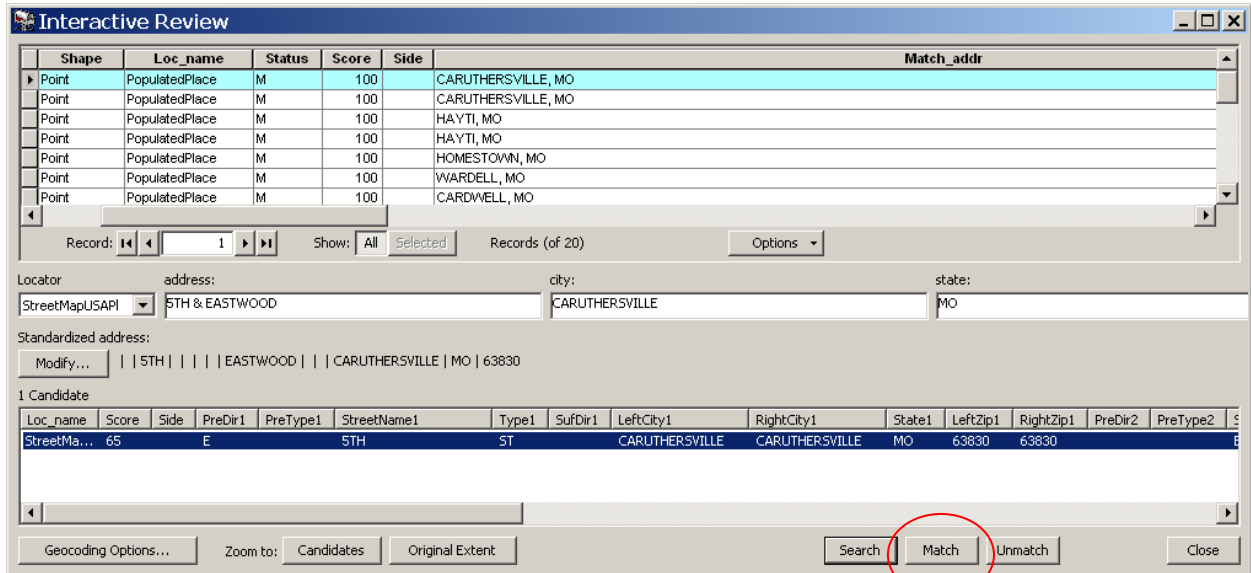 Interactive Review
Shape Loc_name Status Score Side Match_addr
Point PopulatedPlace M 100 CARUTHERSVILLE, MO
Point PopulatedPlace M 100 CARUTHERSVILLE, MO
Point PopulatedPlace M 100 HAYTI, MO
Point PopulatedPlace M 100 HAYTI, MO
Point PopulatedPlace M 100 HOMESTOWN, MO
Point PopulatedPlace M 100 WARDELL, MO
Point PopulatedPlace M 100 CARDWELL, MO
Record: 1 Show: All Selected Records (of 20) Options
Locator address: city: state:
StreetMapUSAPl 5TH & EASTWOOD CARUTHERSVILLE MO
Standardized address:
Modify... | | 5TH | | | | | EASTWOOD | | | CARUTHERSVILLE | MO | 63830
1 Candidate
Loc_name Score Side PreDir1 PreType1 StreetName1 Type1 SufDir1 LeftCity1 RightCity1 State1 LeftZip1 RightZip1 PreDir2 PreType2 S
StreetMa... 65 E 5TH ST CARUTHERSVILLE CARUTHERSVILLE MO 63830 63830 E
Geocoding Options... Zoom to: Candidates Original Extent Search Match Unmatch Close